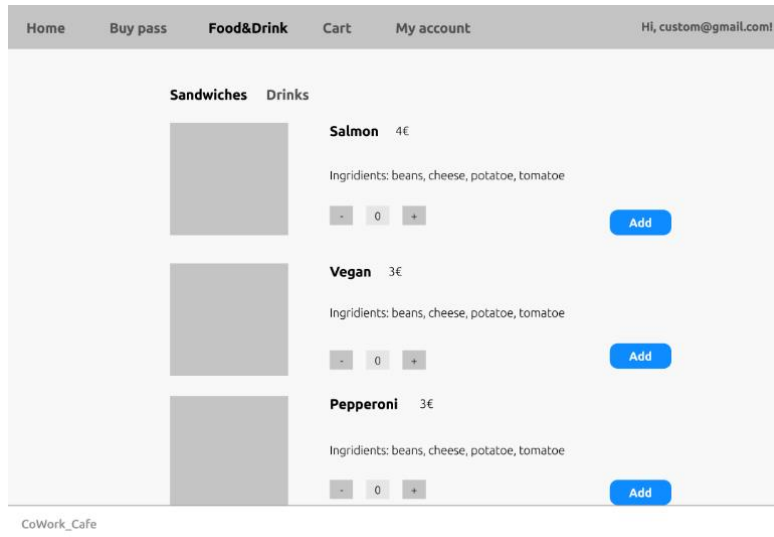 Home Buy pass Food&Drink Cart My account Hi, custom@gmail.com!
Sandwiches Drinks
Salmon 4€
Ingridients: beans, cheese, potatoe, tomatoe
- 0 +
Add
Vegan 3€
Ingridients: beans, cheese, potatoe, tomatoe
- 0 +
Add
Pepperoni 3€
Ingridients: beans, cheese, potatoe, tomatoe
- 0 +
Add
CoWork_Cafe